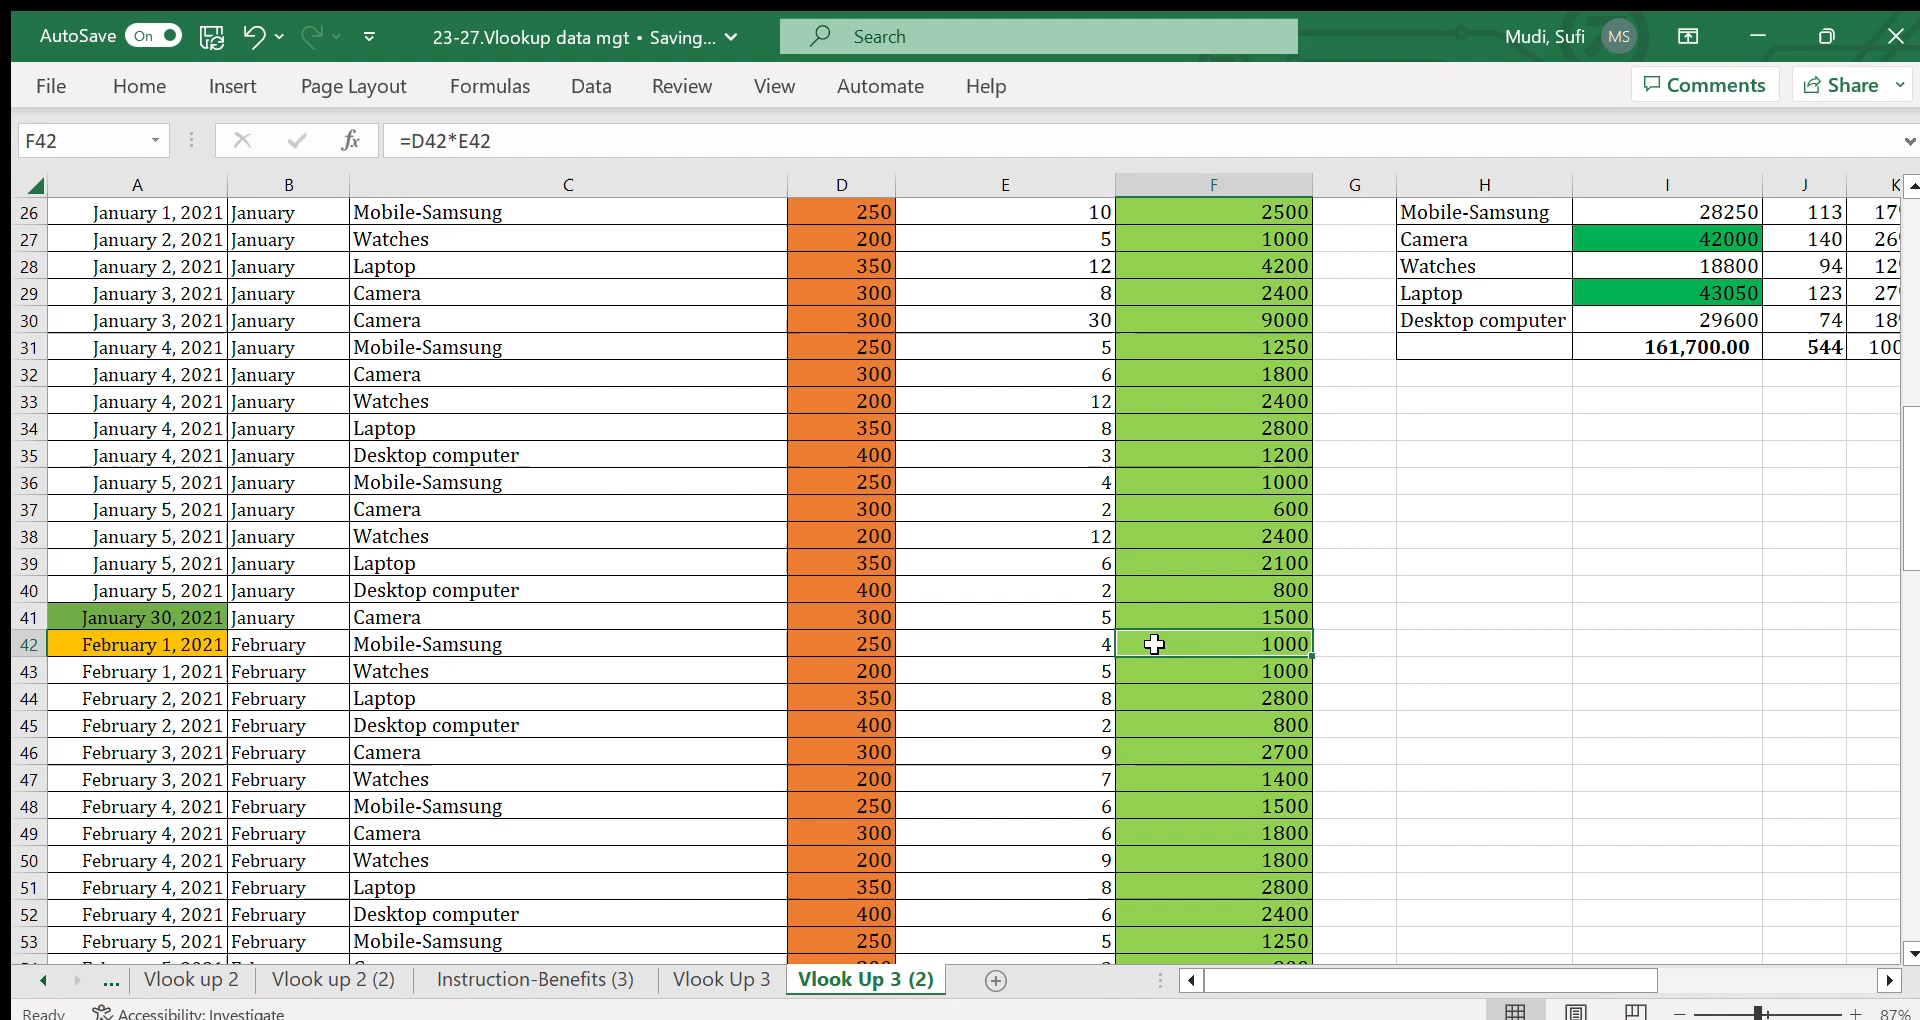 AutoSave On 23-27.Vlookup data mgt • Saving... Search Mudi, Sufi MS
File Home Insert Page Layout Formulas Data Review View Automate Help Comments Share
F42 fx =D42*E42
A B C D E F G H I J K
26 January 1, 2021 January Mobile-Samsung 250 10 2500 Mobile-Samsung 28250 113
27 January 2, 2021 January Watches 200 5 1000 Camera 42000 140
28 January 2, 2021 January Laptop 350 12 4200 Watches 18800 94
29 January 3, 2021 January Camera 300 8 2400 Laptop 43050 123
30 January 3, 2021 January Camera 300 30 9000 Desktop computer 29600 74
31 January 4, 2021 January Mobile-Samsung 250 5 1250 161,700.00 544
32 January 4, 2021 January Camera 300 6 1800
33 January 4, 2021 January Watches 200 12 2400
34 January 4, 2021 January Laptop 350 8 2800
35 January 4, 2021 January Desktop computer 400 3 1200
36 January 5, 2021 January Mobile-Samsung 250 4 1000
37 January 5, 2021 January Camera 300 2 600
38 January 5, 2021 January Watches 200 12 2400
39 January 5, 2021 January Laptop 350 6 2100
40 January 5, 2021 January Desktop computer 400 2 800
41 January 30, 2021 January Camera 300 5 1500
42 February 1, 2021 February Mobile-Samsung 250 4 1000
43 February 1, 2021 February Watches 200 5 1000
44 February 2, 2021 February Laptop 350 8 2800
45 February 2, 2021 February Desktop computer 400 2 800
46 February 3, 2021 February Camera 300 9 2700
47 February 3, 2021 February Watches 200 7 1400
48 February 4, 2021 February Mobile-Samsung 250 6 1500
49 February 4, 2021 February Camera 300 6 1800
50 February 4, 2021 February Watches 200 9 1800
51 February 4, 2021 February Laptop 350 8 2800
52 February 4, 2021 February Desktop computer 400 6 2400
53 February 5, 2021 February Mobile-Samsung 250 5 1250
... Vlook up 2 Vlook up 2 (2) Instruction-Benefits (3) Vlook Up 3 Vlook Up 3 (2)
Ready Accessibility: Investigate 87%